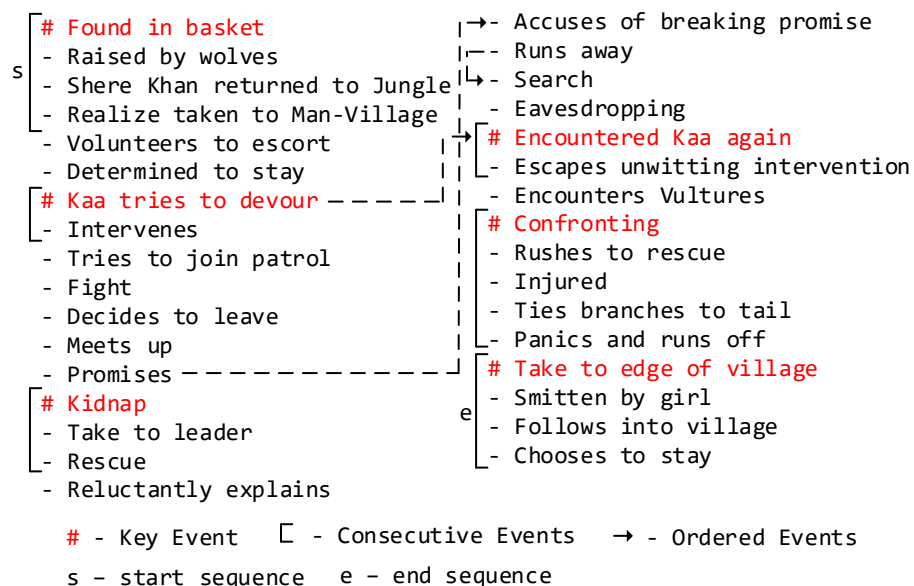 # Found in basket
- Raised by wolves
s
- Shere Khan returned to Jungle
- Realize taken to Man-Village
- Volunteers to escort
- Determined to stay
# Kaa tries to devour
- Intervenes
- Tries to join patrol
- Fight
- Decides to leave
- Meets up
- Promises
# Kidnap
- Take to leader
- Rescue
- Reluctantly explains
- Accuses of breaking promise
- Runs away
- Search
- Eavesdropping
# Encountered Kaa again
- Escapes unwitting intervention
- Encounters Vultures
# Confronting
- Rushes to rescue
- Injured
- Ties branches to tail
- Panics and runs off
# Take to edge of village
- Smitten by girl
e
- Follows into village
- Chooses to stay
# - Key Event - Consecutive Events → - Ordered Events
s – start sequence e – end sequence